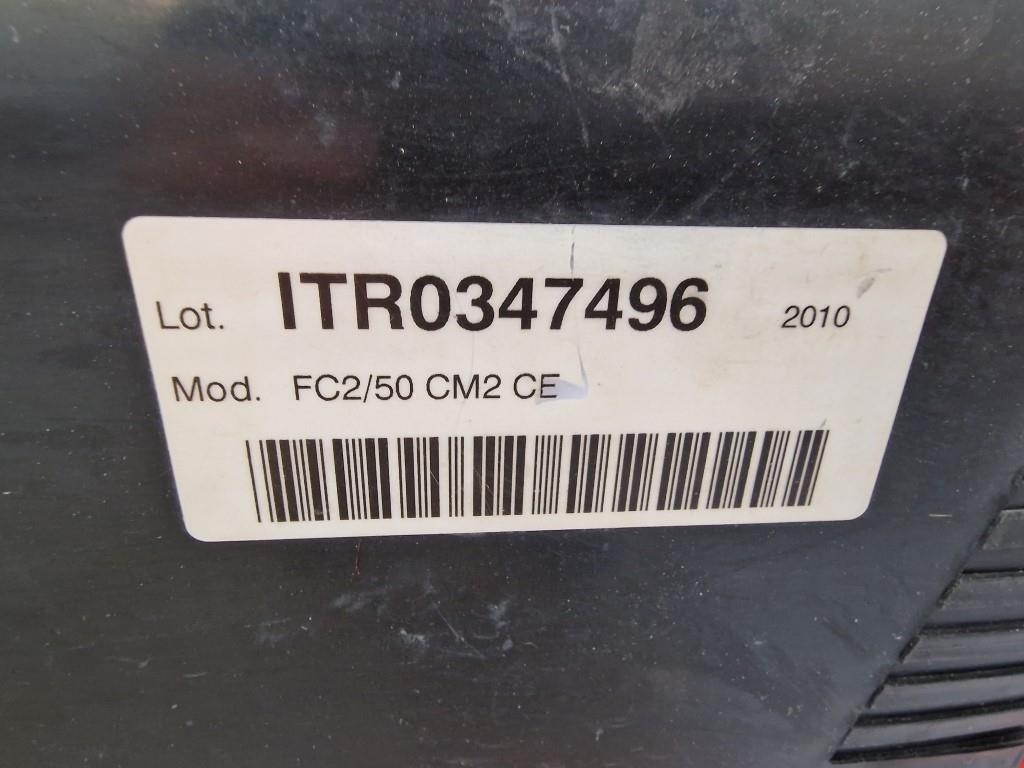 Lot. ITR0347496 2010
Mod. FC2/50 CM2 CE